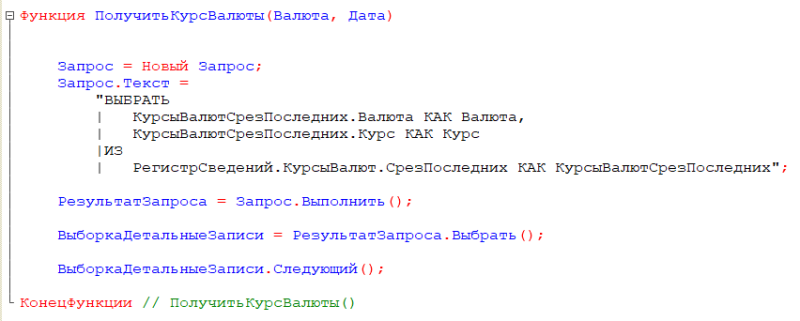 Функция ПолучитьКурсВалюты(Валюта, Дата)
Запрос = Новый Запрос;
Запрос.Текст =
"ВЫБРАТЬ
| КурсыВалютСрезПоследних.Валюта КАК Валюта,
| КурсыВалютСрезПоследних.Курс КАК Курс
|ИЗ
| РегистрСведений.КурсыВалют.СрезПоследних КАК КурсыВалютСрезПоследних";
РезультатЗапроса = Запрос.Выполнить();
ВыборкаДетальныеЗаписи = РезультатЗапроса.Выбрать();
ВыборкаДетальныеЗаписи.Следующий();
КонецФункции // ПолучитьКурсВалюты()